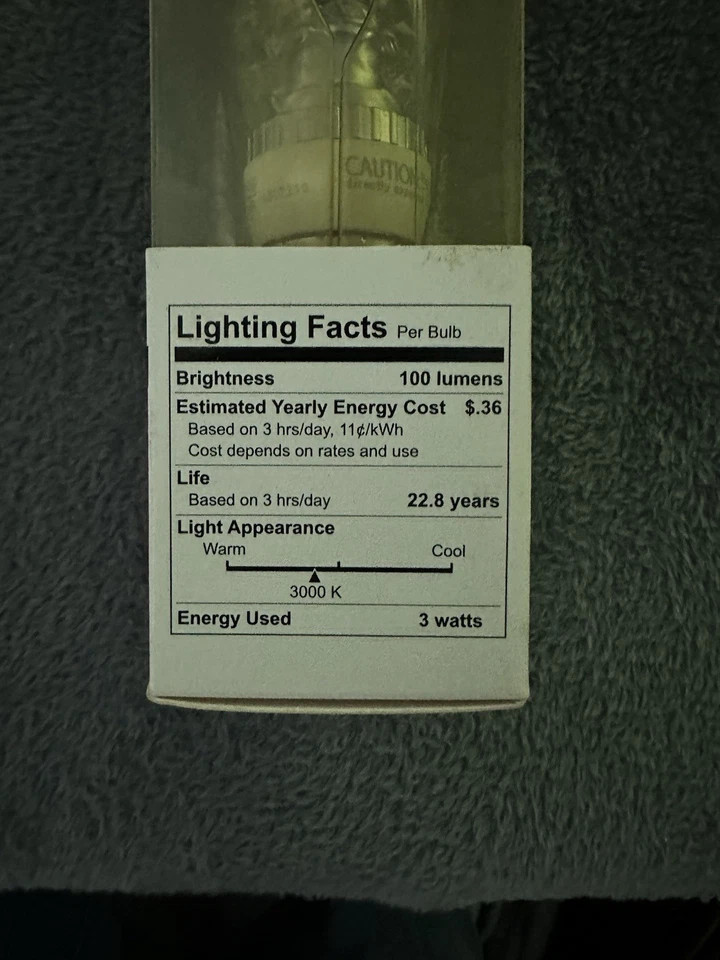 CAUTION
Lighting Facts Per Bulb
Brightness 100 lumens
Estimated Yearly Energy Cost $.36
Based on 3 hrs/day, 11¢/kWh
Cost depends on rates and use
Life
Based on 3 hrs/day 22.8 years
Light Appearance
Warm Cool
3000 K
Energy Used 3 watts